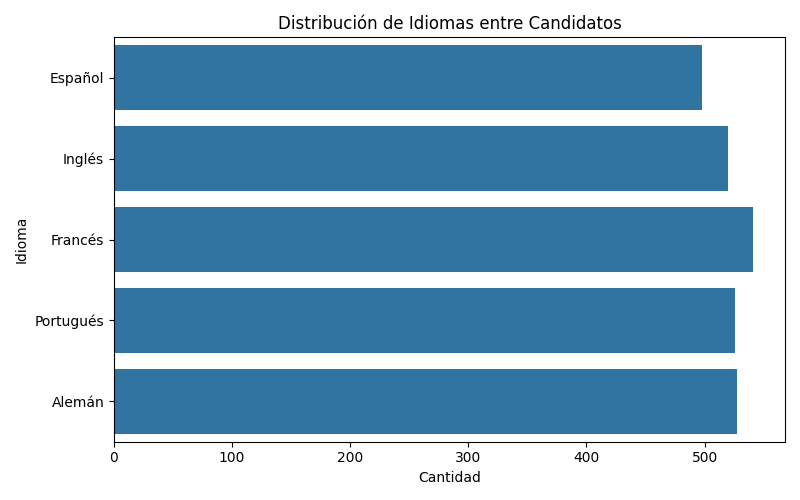 Distribución de Idiomas entre Candidatos
Idioma
Español
Inglés
Francés
Portugués
Alemán
0 100 200 300 400 500
Cantidad